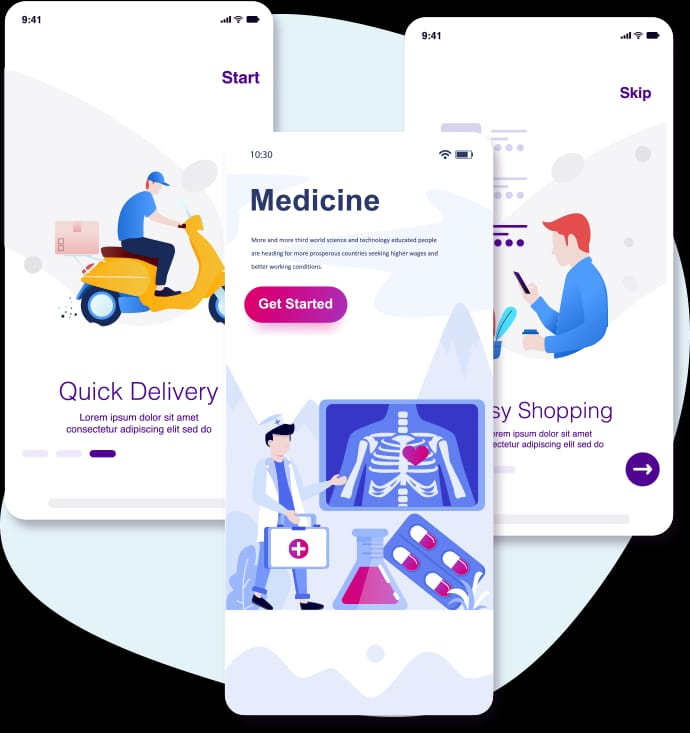 9:41
Start
Quick Delivery
Lorem ipsum dolor sit amet
consectetur adipiscing elit sed do
10:30
Medicine
More and more third world science and technology educated people
are heading for more prosperous countries seeking higher wages and
better working conditions.
Get Started
9:41
Skip
sy Shopping
rem ipsum dolor sit amet
ectetur adipiscing elit sed do